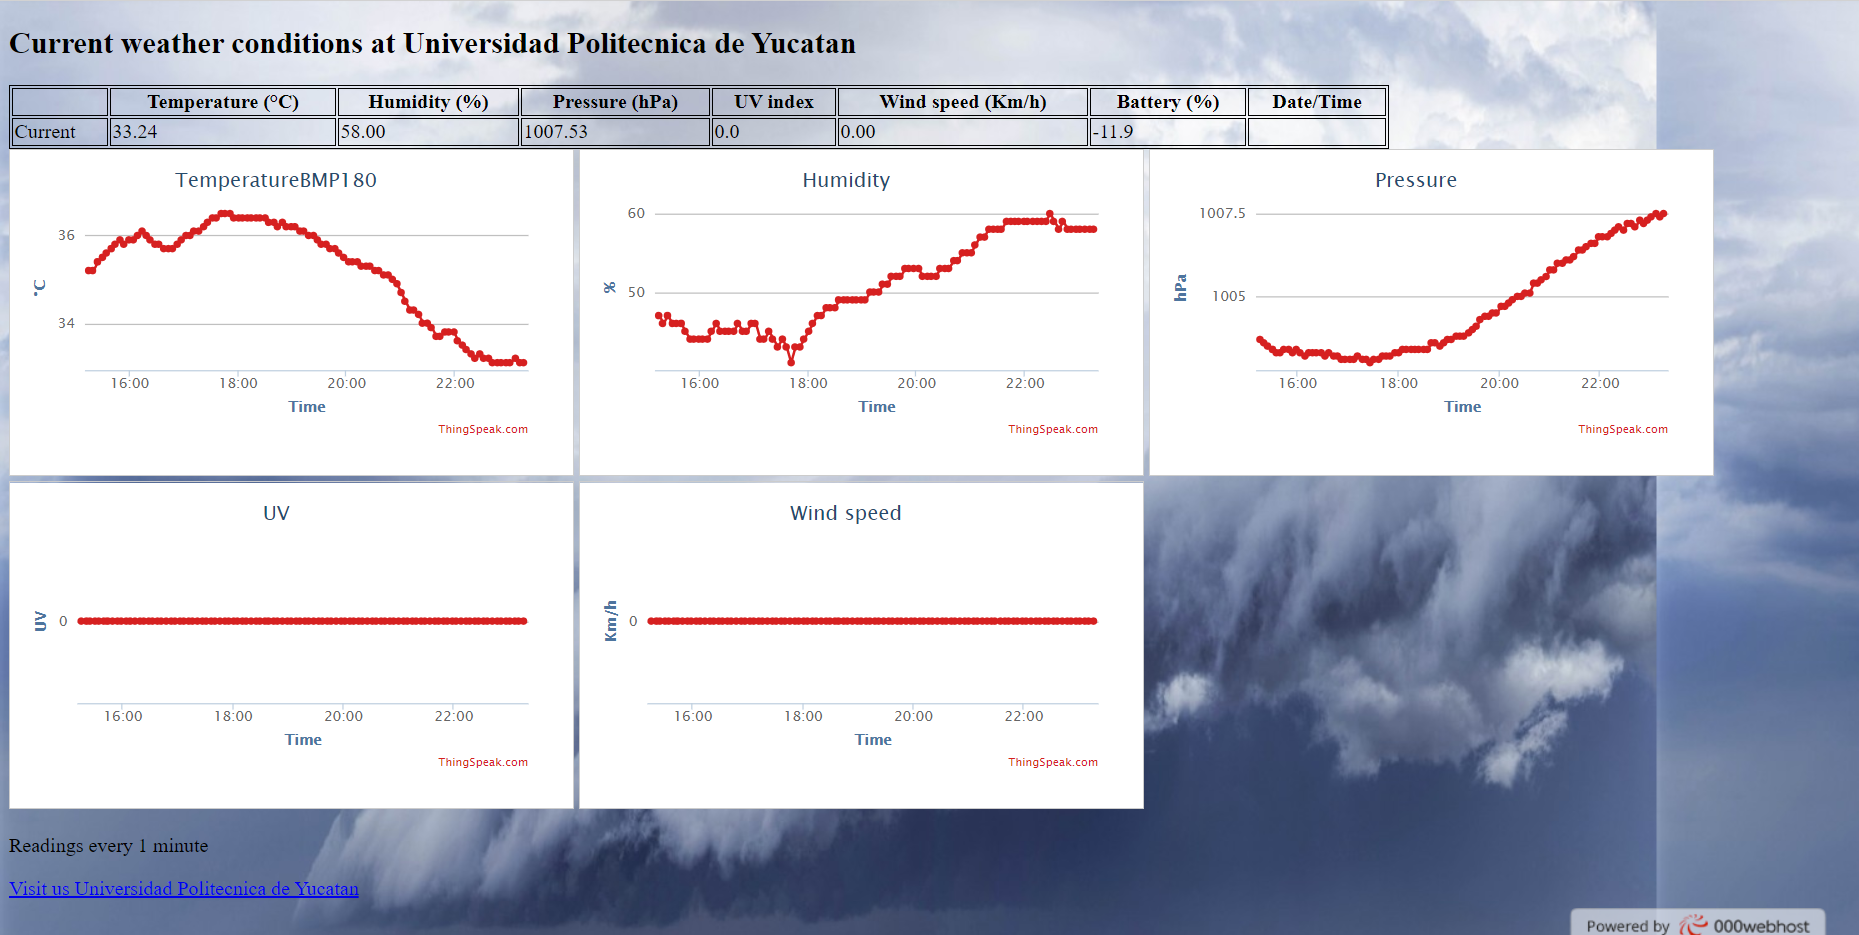 Current weather conditions at Universidad Politecnica de Yucatan
Temperature (°C) Humidity (%) Pressure (hPa) UV index Wind speed (Km/h) Battery (%) Date/Time
Current 33.24 58.00 1007.53 0.0 0.00 -11.9
TemperatureBMP180
°C
36
34
16:00 18:00 20:00 22:00
Time
ThingSpeak.com
Humidity
%
60
50
16:00 18:00 20:00 22:00
Time
ThingSpeak.com
Pressure
hPa
1007.5
1005
16:00 18:00 20:00 22:00
Time
ThingSpeak.com
UV
UV
0
16:00 18:00 20:00 22:00
Time
ThingSpeak.com
Wind speed
Km/h
0
16:00 18:00 20:00 22:00
Time
ThingSpeak.com
Readings every 1 minute
Visit us Universidad Politecnica de Yucatan
Powered by 000webhost